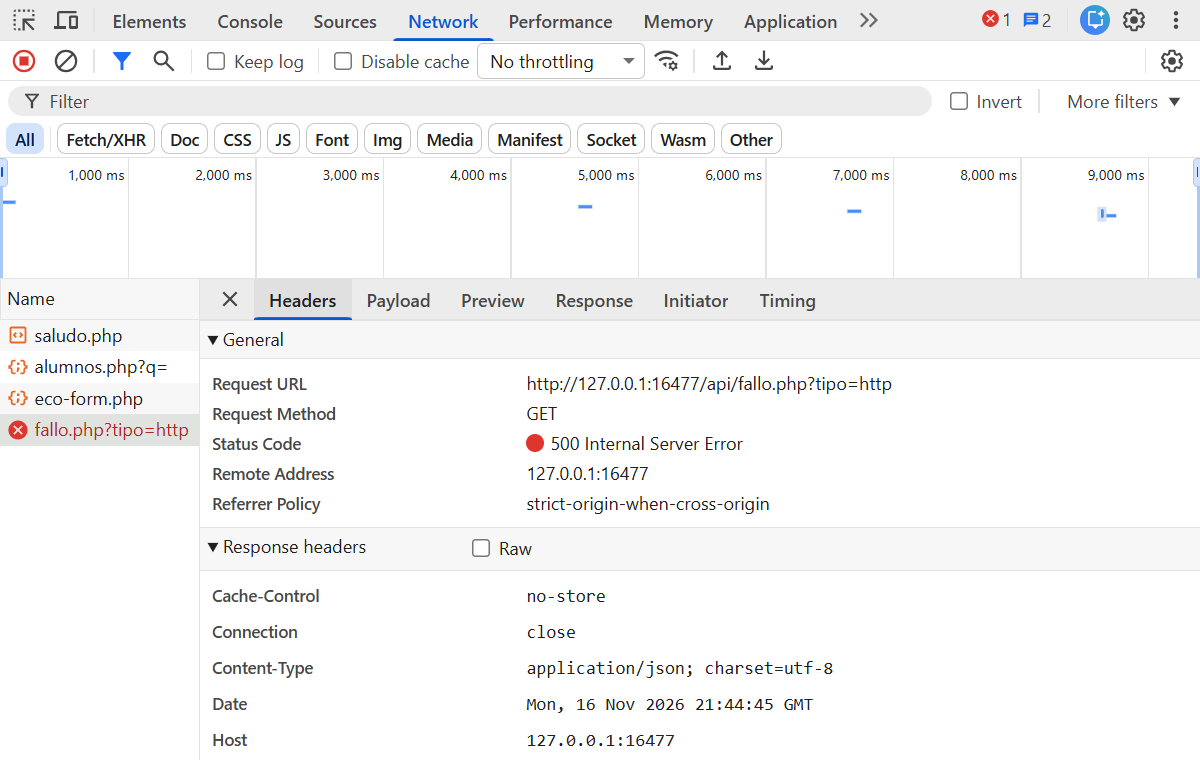 Elements Console Sources Network Performance Memory Application 1 2
Keep log Disable cache No throttling
Filter Invert More filters
All Fetch/XHR Doc CSS JS Font Img Media Manifest Socket Wasm Other
1,000 ms 2,000 ms 3,000 ms 4,000 ms 5,000 ms 6,000 ms 7,000 ms 8,000 ms 9,000 ms
Name
saludo.php
alumnos.php?q=
eco-form.php
fallo.php?tipo=http
Headers Payload Preview Response Initiator Timing
General
Request URL http://127.0.0.1:16477/api/fallo.php?tipo=http
Request Method GET
Status Code 500 Internal Server Error
Remote Address 127.0.0.1:16477
Referrer Policy strict-origin-when-cross-origin
Response headers Raw
Cache-Control no-store
Connection close
Content-Type application/json; charset=utf-8
Date Mon, 16 Nov 2026 21:44:45 GMT
Host 127.0.0.1:16477